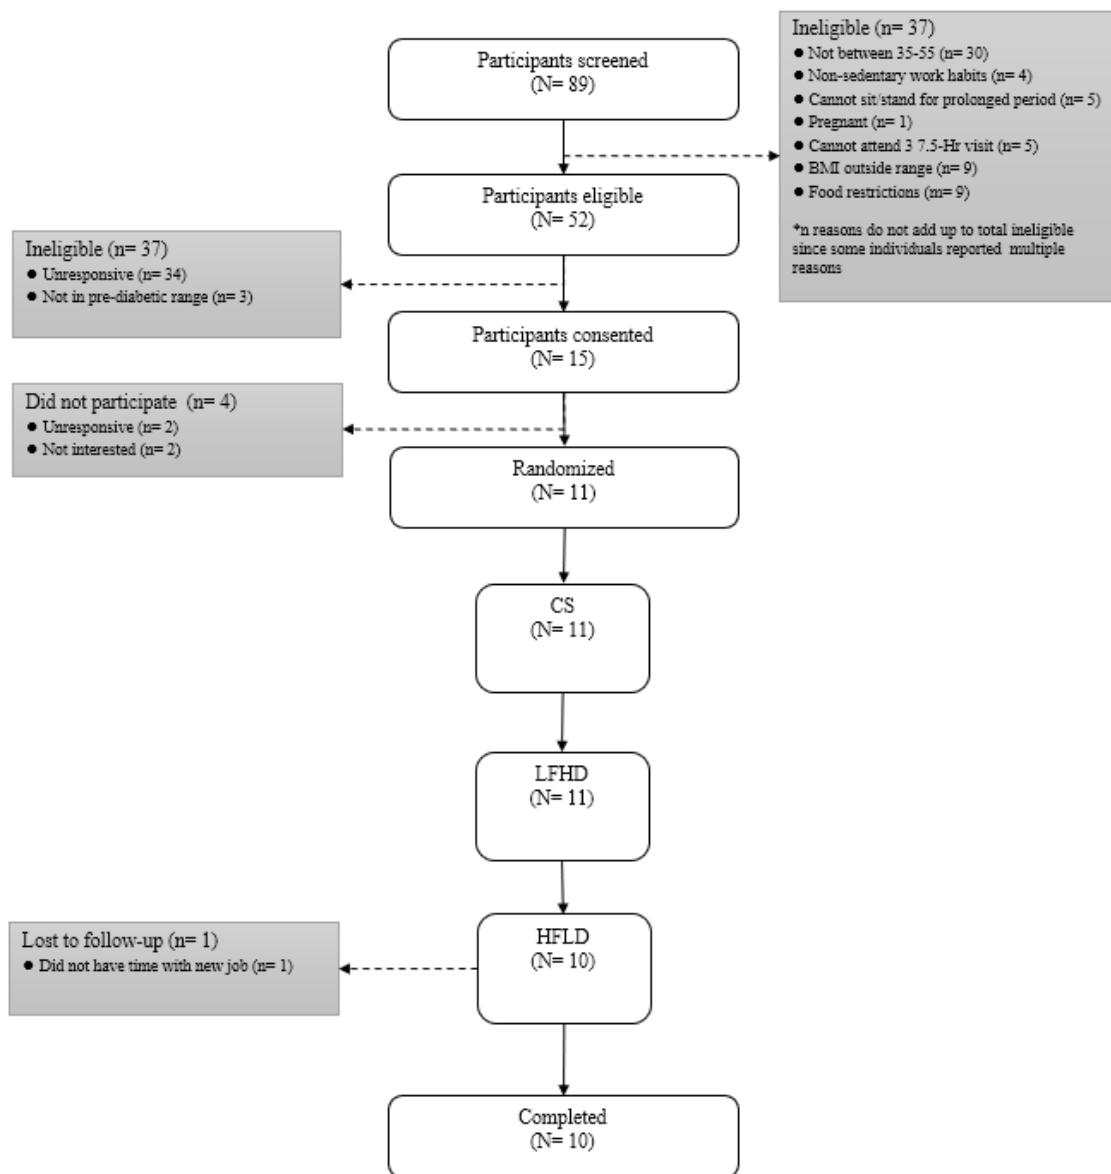 Participants screened
(N= 89)
Ineligible (n= 37)
● Not between 35-55 (n= 30)
● Non-sedentary work habits (n= 4)
● Cannot sit/stand for prolonged period (n= 5)
● Pregnant (n= 1)
● Cannot attend 3 7.5-Hr visit (n= 5)
● BMI outside range (n= 9)
● Food restrictions (m= 9)
*n reasons do not add up to total ineligible
since some individuals reported multiple
reasons
Participants eligible
(N= 52)
Ineligible (n= 37)
● Unresponsive (n= 34)
● Not in pre-diabetic range (n= 3)
Participants consented
(N= 15)
Did not participate (n= 4)
● Unresponsive (n= 2)
● Not interested (n= 2)
Randomized
(N= 11)
CS
(N= 11)
LFHD
(N= 11)
HFLD
(N= 10)
Lost to follow-up (n= 1)
● Did not have time with new job (n= 1)
Completed
(N= 10)